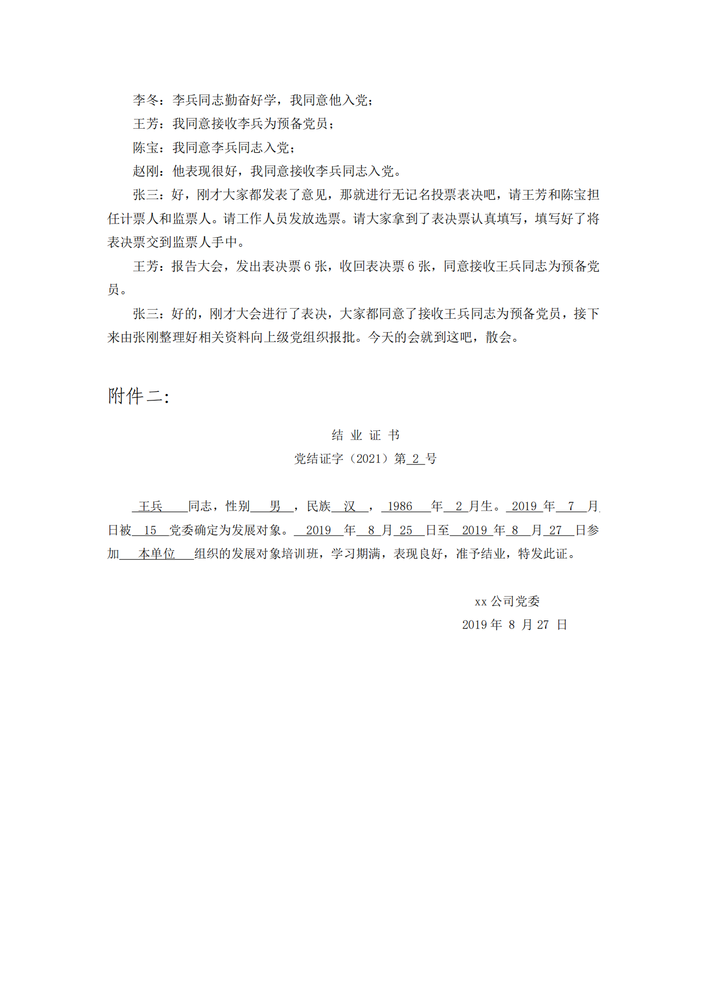 李冬：李兵同志勤奋好学，我同意他入党；
王芳：我同意接收李兵为预备党员；
陈宝：我同意李兵同志入党；
赵刚：他表现很好，我同意接收李兵同志入党。
张三：好，刚才大家都发表了意见，那就进行无记名投票表决吧，请王芳和陈宝担
任计票人和监票人。请工作人员发放选票。请大家拿到了表决票认真填写，填写好了将
表决票交到监票人手中。
王芳：报告大会，发出表决票 6 张，收回表决票 6 张，同意接收王兵同志为预备党
员。
张三：好的，刚才大会进行了表决，大家都同意了接收王兵同志为预备党员，接下
来由张刚整理好相关资料向上级党组织报批。今天的会就到这吧，散会。
附件二：
结 业 证 书
党结证字（2021）第 2 号
王兵 同志，性别 男 ，民族 汉 ， 1986 年 2 月生。 2019 年 7 月
日被 15 党委确定为发展对象。 2019 年 8 月 25 日至 2019 年 8 月 27 日参
加 本单位 组织的发展对象培训班，学习期满，表现良好，准予结业，特发此证。
xx 公司党委
2019 年 8 月 27 日